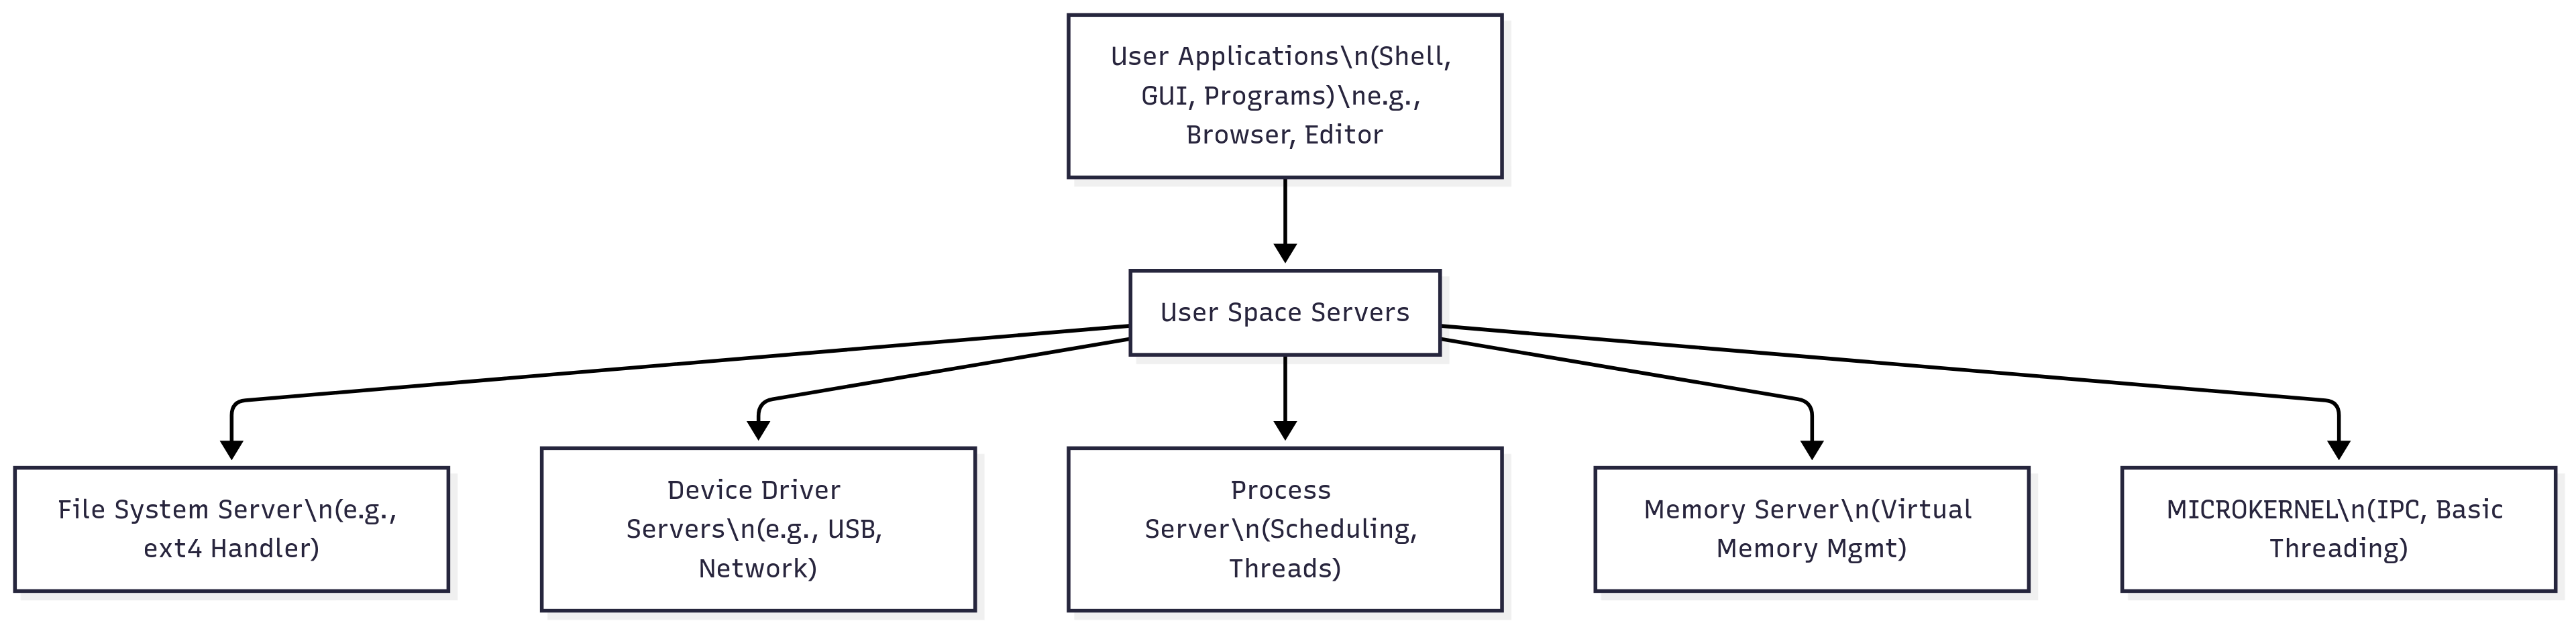 User Applications\n(Shell,
GUI, Programs)\ne.g.,
Browser, Editor
User Space Servers
File System Server\n(e.g.,
ext4 Handler)
Device Driver
Servers\n(e.g., USB,
Network)
Process
Server\n(Scheduling,
Threads)
Memory Server\n(Virtual
Memory Mgmt)
MICROKERNEL\n(IPC, Basic
Threading)